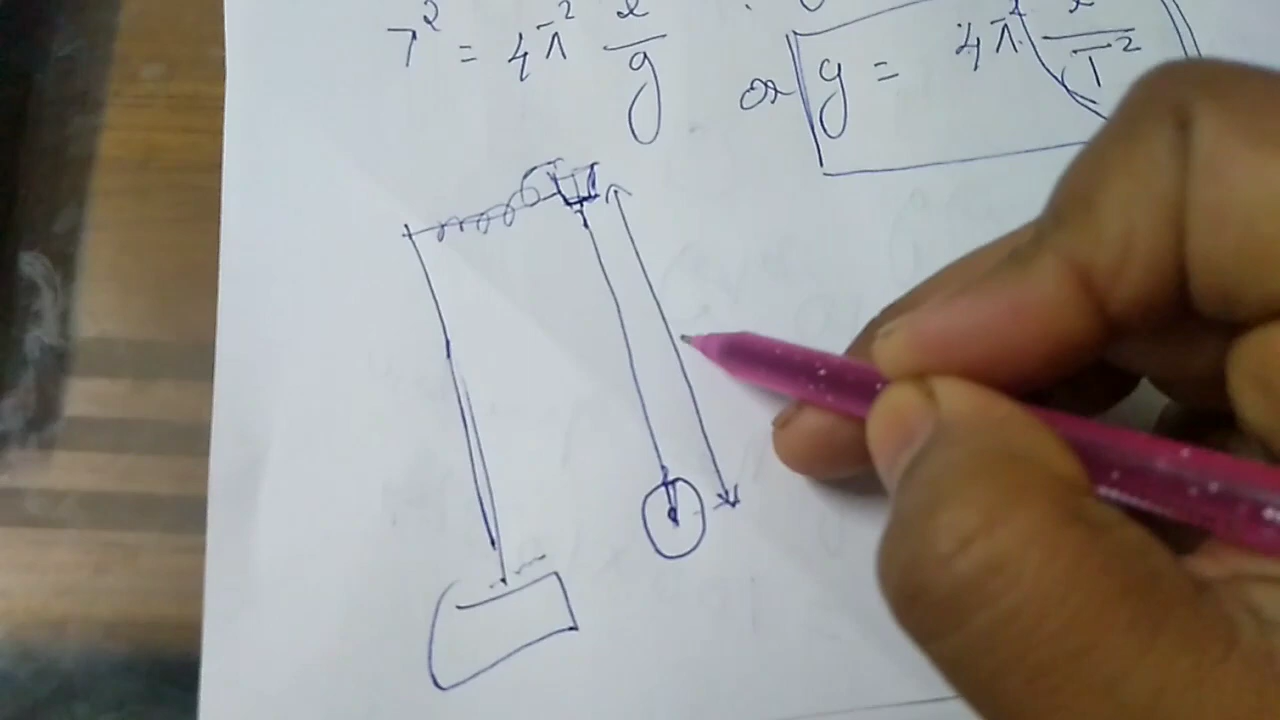 T² = 4π² l/g
or g = 4π² l/T²